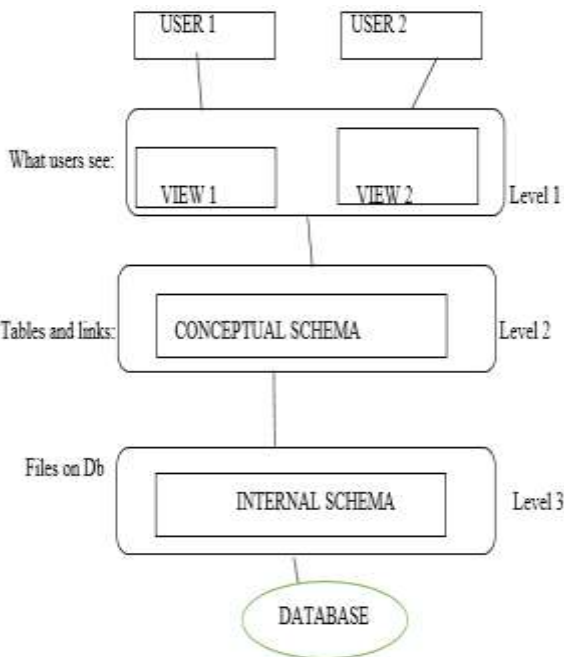 USER 1
USER 2
What users see:
VIEW 1
VIEW 2
Level 1
Tables and links:
CONCEPTUAL SCHEMA
Level 2
Files on Db
INTERNAL SCHEMA
Level 3
DATABASE